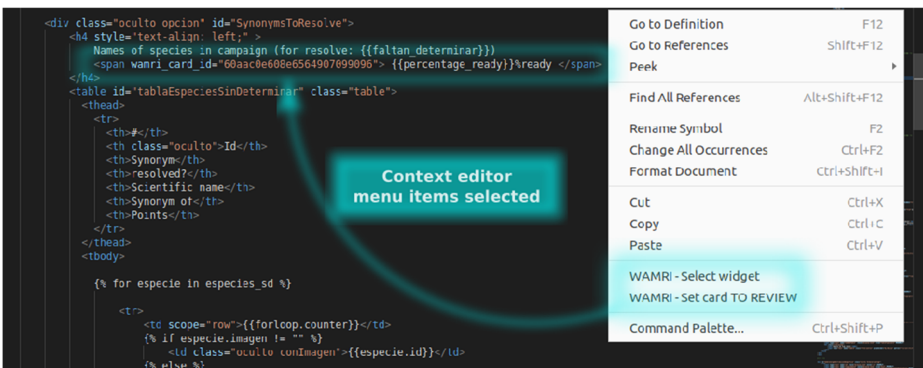 <div class="oculto opcion" id="SynonymsToResolve">
<h4 style="text-align: left;" >
Names of species in campaign (for resolve: {{faltan_determirar}})
<span wamri_card_id="60aac0e608e6564907099096"> {{percentage_ready}}%ready </span>
</h4>
<table id="tablaEspeciesSinDeterminar" class="table">
<thead>
<tr>
<th>#</th>
<th class="oculto">Id</th>
<th>Synonym</th>
<th>resolved?</th>
<th>Scientific name</th>
<th>Synonym of</th>
<th>Points</th>
</tr>
</thead>
<tbody>
{% for especie in especies_sd %}
<tr>
<td scope="row">{{forloop.counter}}</td>
{% if especie.imagen != "" %}
<td class="oculto conImagen">{{especie.id}}</td>
{% else %}
Context editor
menu items selected
Go to Definition F12
Go to References Shift+F12
Peek
Find All References Alt+Shift+F12
Rename Symbol F2
Change All Occurrences Ctrl+F2
Format Document Ctrl+Shift+I
Cut Ctrl+X
Copy Ctrl+C
Paste Ctrl+V
WAMRI - Select widget
WAMRI - Set card TO REVIEW
Command Palette... Ctrl+Shift+P